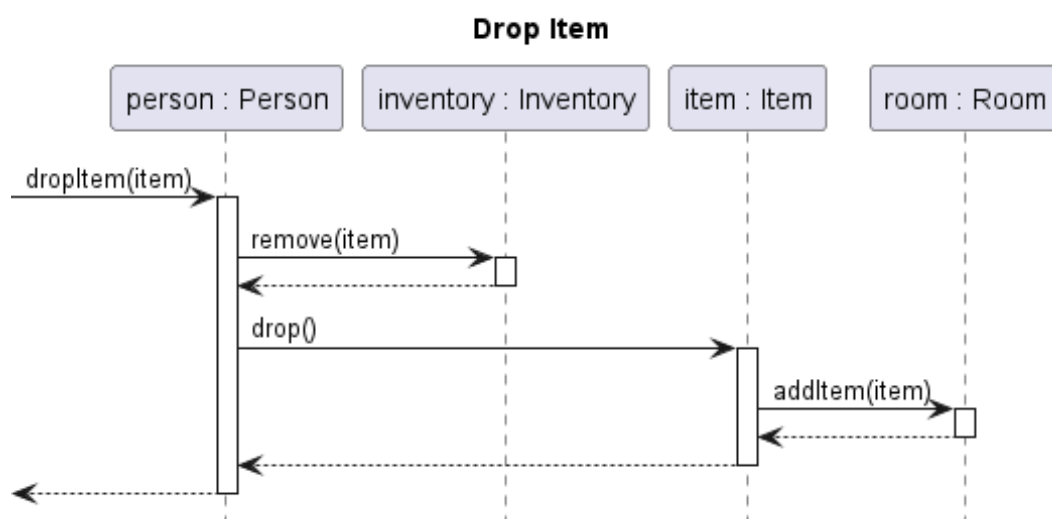 Drop Item
person : Person
inventory : Inventory
item : Item
room : Room
dropItem(item)
remove(item)
drop()
addItem(item)